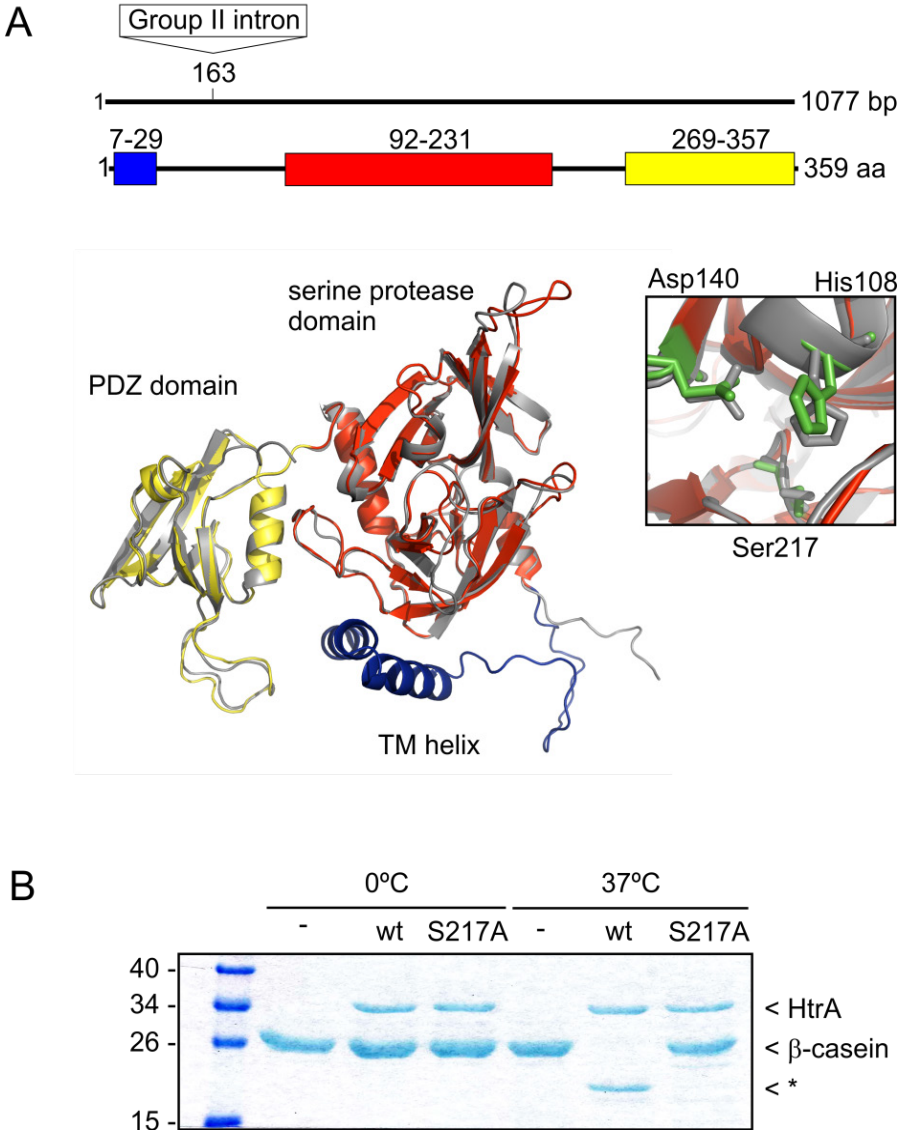 A
Group II intron
163
1
1077 bp
7-29
92-231
269-357
1
359 aa
Asp140
His108
serine protease
domain
PDZ domain
Ser217
TM helix
B
0ºC
37ºC
- wt S217A - wt S217A
40 -
34 -
< HtrA
26 -
< β-casein
< *
15 -